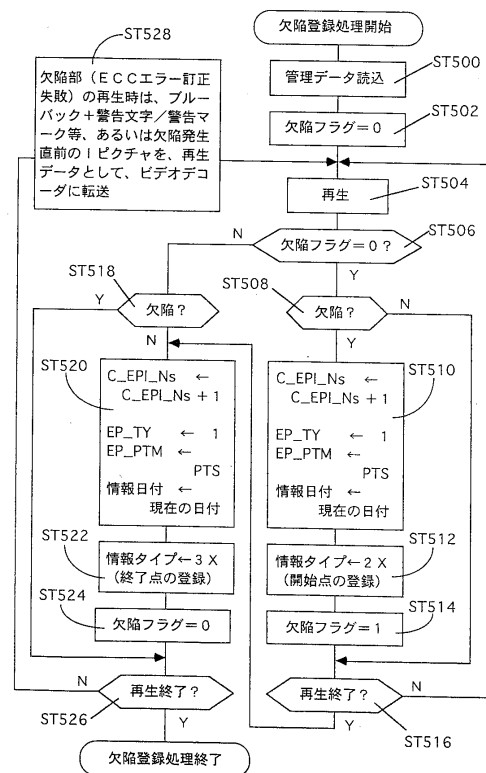 ST528
欠陥登録処理開始
ST500
欠陥部（ＥＣＣエラー訂正
失敗）の再生時は、ブルー
バック＋警告文字／警告マ
ーク等、あるいは欠陥発生
直前のＩピクチャを、再生
データとして、ビデオデコ
ーダに転送
管理データ読込
ST502
欠陥フラグ＝0
ST504
再生
ST506
N
欠陥フラグ＝0？
Y
ST518
ST508
Y
欠陥？
N
欠陥？
N
Y
ST520
C_EPI_Ns ←
C_EPI_Ns + 1
EP_TY ← 1
EP_PTM ←
PTS
情報日付 ←
現在の日付
ST510
C_EPI_Ns ←
C_EPI_Ns + 1
EP_TY ← 1
EP_PTM ←
PTS
情報日付 ←
現在の日付
ST522
情報タイプ←3 X
（終了点の登録）
ST512
情報タイプ←2 X
（開始点の登録）
ST524
欠陥フラグ＝0
ST514
欠陥フラグ＝1
N
再生終了？
ST526
Y
再生終了？
N
Y
ST516
欠陥登録処理終了